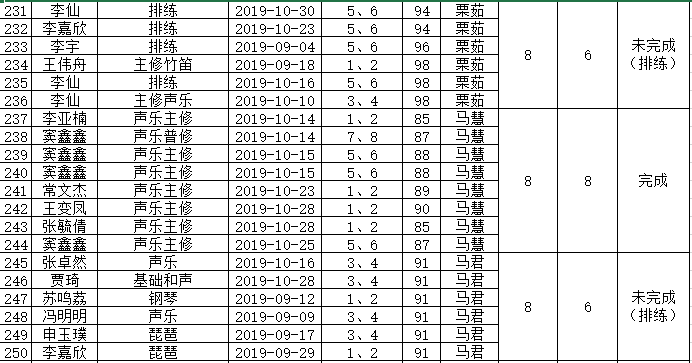 231 李仙 排练 2019-10-30 5、6 94 栗茹
232 李嘉欣 排练 2019-10-23 5、6 94 栗茹
233 李宇 排练 2019-09-04 5、6 96 栗茹
234 王伟舟 主修竹笛 2019-09-18 1、2 98 栗茹
8 6 未完成（排练）
235 李仙 排练 2019-10-16 5、6 98 栗茹
236 李仙 主修声乐 2019-10-10 3、4 98 栗茹
237 李亚楠 声乐主修 2019-10-14 1、2 85 马慧
238 窦鑫鑫 声乐普修 2019-10-14 7、8 87 马慧
239 窦鑫鑫 声乐主修 2019-10-15 5、6 88 马慧
240 窦鑫鑫 声乐主修 2019-10-15 5、6 88 马慧
8 8 完成
241 常文杰 声乐主修 2019-10-23 1、2 89 马慧
242 王变凤 声乐主修 2019-10-28 1、2 90 马慧
243 张毓倩 声乐主修 2019-10-28 1、2 85 马慧
244 窦鑫鑫 声乐主修 2019-10-25 5、6 87 马慧
245 张卓然 声乐 2019-10-16 3、4 91 马君
246 贾琦 基础和声 2019-10-28 3、4 91 马君
247 苏鸣荔 钢琴 2019-09-12 1、2 91 马君
8 6 未完成（排练）
248 冯明明 声乐 2019-09-09 3、4 91 马君
249 申玉璞 琵琶 2019-09-17 3、4 91 马君
250 李嘉欣 琵琶 2019-09-29 1、2 91 马君